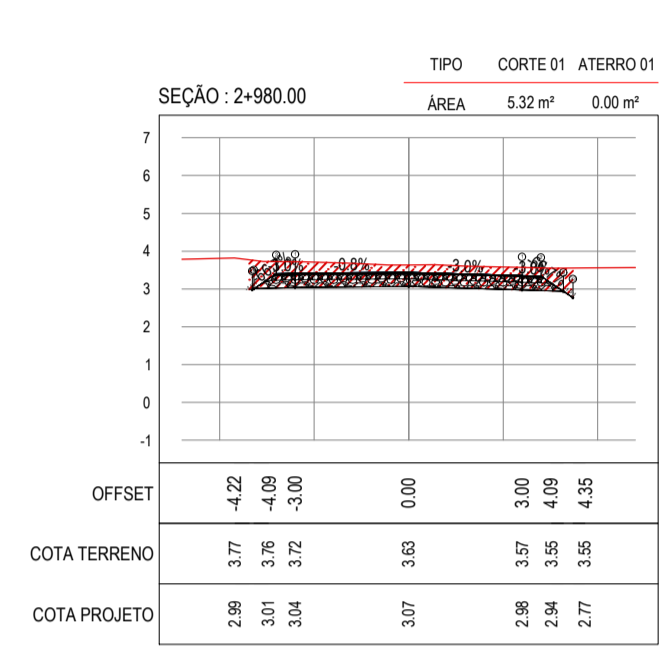 TIPO CORTE 01 ATERRO 01
SEÇÃO : 2+980.00
ÁREA 5.32 m² 0.00 m²
7
6
5
4
3
2
1
0
-1
-0.8%
-3.0%
OFFSET -4.22 -4.09 -3.00 0.00 3.00 4.09 4.35
COTA TERRENO 3.77 3.76 3.72 3.63 3.57 3.55 3.55
COTA PROJETO 2.99 3.01 3.04 3.07 2.98 2.94 2.77